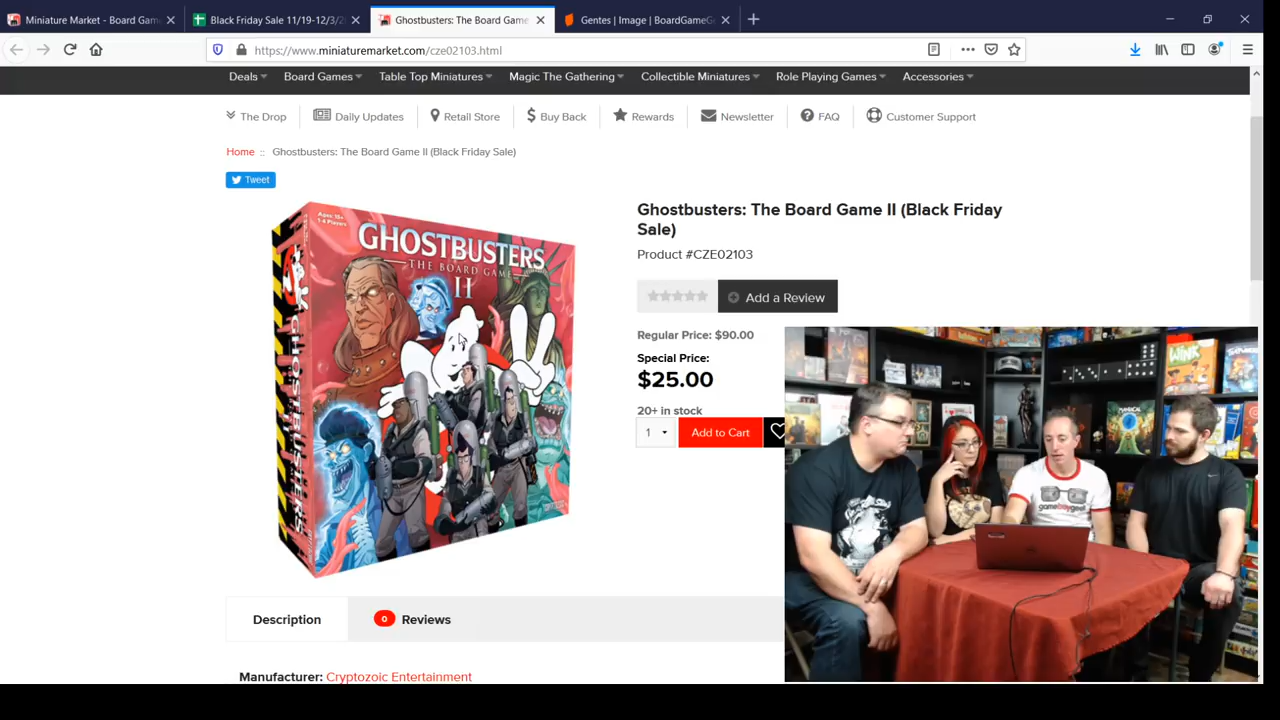 Miniature Market - Board Gam
Black Friday Sale 11/19-12/3/2
Ghostbusters: The Board Game
Gentes | Image | BoardGameG
https://www.miniaturemarket.com/cze02103.html
Deals
Board Games
Table Top Miniatures
Magic The Gathering
Collectible Miniatures
Role Playing Games
Accessories
The Drop
Daily Updates
Retail Store
Buy Back
Rewards
Newsletter
FAQ
Customer Support
Home :: Ghostbusters: The Board Game II (Black Friday Sale)
Tweet
Ages 15+
1-4 Players
GHOSTBUSTERS
THE BOARD GAME
II
GHOSTBUSTERS
Ghostbusters: The Board Game II (Black Friday
Sale)
Product #CZE02103
Add a Review
Regular Price: $90.00
Special Price:
$25.00
20+ in stock
1
Add to Cart
WINK
gameboygeek
Description
0 Reviews
Manufacturer: Cryptozoic Entertainment